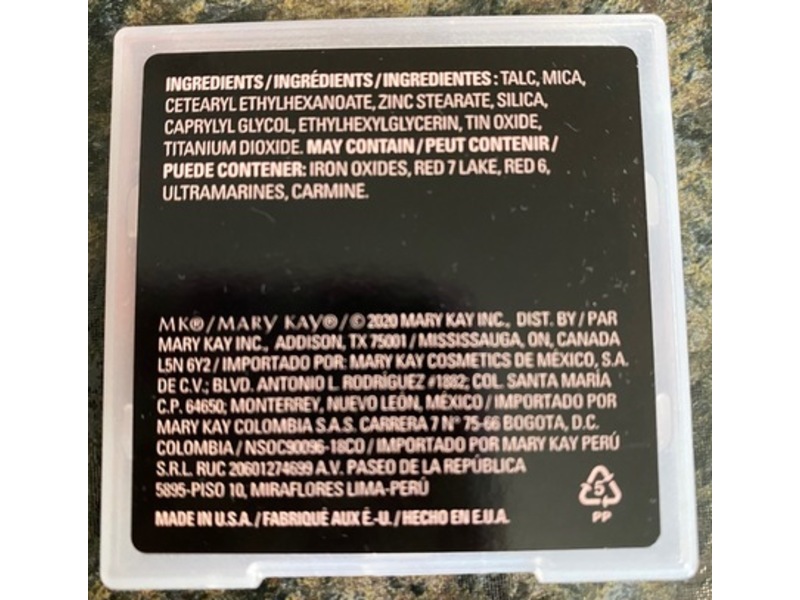 INGREDIENTS / INGRÉDIENTS / INGREDIENTES : TALC, MICA,
CETEARYL ETHYLHEXANOATE, ZINC STEARATE, SILICA,
CAPRYLYL GLYCOL, ETHYLHEXYLGLYCERIN, TIN OXIDE,
TITANIUM DIOXIDE. MAY CONTAIN / PEUT CONTENIR /
PUEDE CONTENER: IRON OXIDES, RED 7 LAKE, RED 6,
ULTRAMARINES, CARMINE.
MK® / MARY KAY® / © 2020 MARY KAY INC., DIST. BY / PAR
MARY KAY INC., ADDISON, TX 75001 / MISSISSAUGA, ON, CANADA
L5N 6Y2 / IMPORTADO POR: MARY KAY COSMETICS DE MÉXICO, S.A.
DE C.V.; BLVD. ANTONIO L. RODRÍGUEZ #1882; COL. SANTA MARÍA
C.P. 64650; MONTERREY, NUEVO LEÓN, MÉXICO / IMPORTADO POR
MARY KAY COLOMBIA S.A.S. CARRERA 7 N° 75-66 BOGOTA, D.C.
COLOMBIA / NSOC90096-18CO / IMPORTADO POR MARY KAY PERÚ
S.R.L. RUC 20601274699 A.V. PASEO DE LA REPÚBLICA
5895-PISO 10, MIRAFLORES LIMA-PERÚ
MADE IN U.S.A. / FABRIQUÉ AUX É.-U. / HECHO EN E.U.A.
5
PP